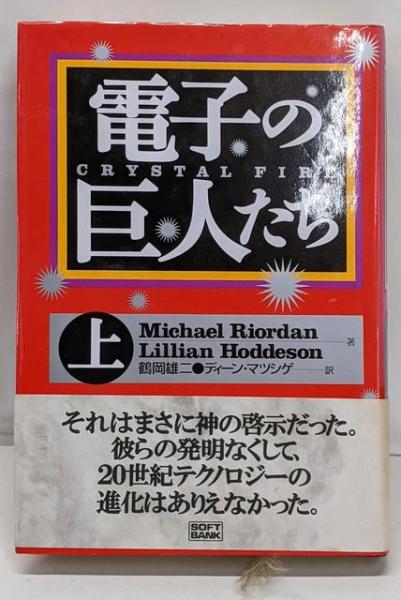 電子の
CRYSTAL FIRE
巨人たち
上
Michael Riordan
Lillian Hoddeson 著
鶴岡雄二●ディーン・マツシゲ 訳
それはまさに神の啓示だった。
彼らの発明なくして、
20世紀テクノロジーの
進化はありえなかった。
SOFT
BANK